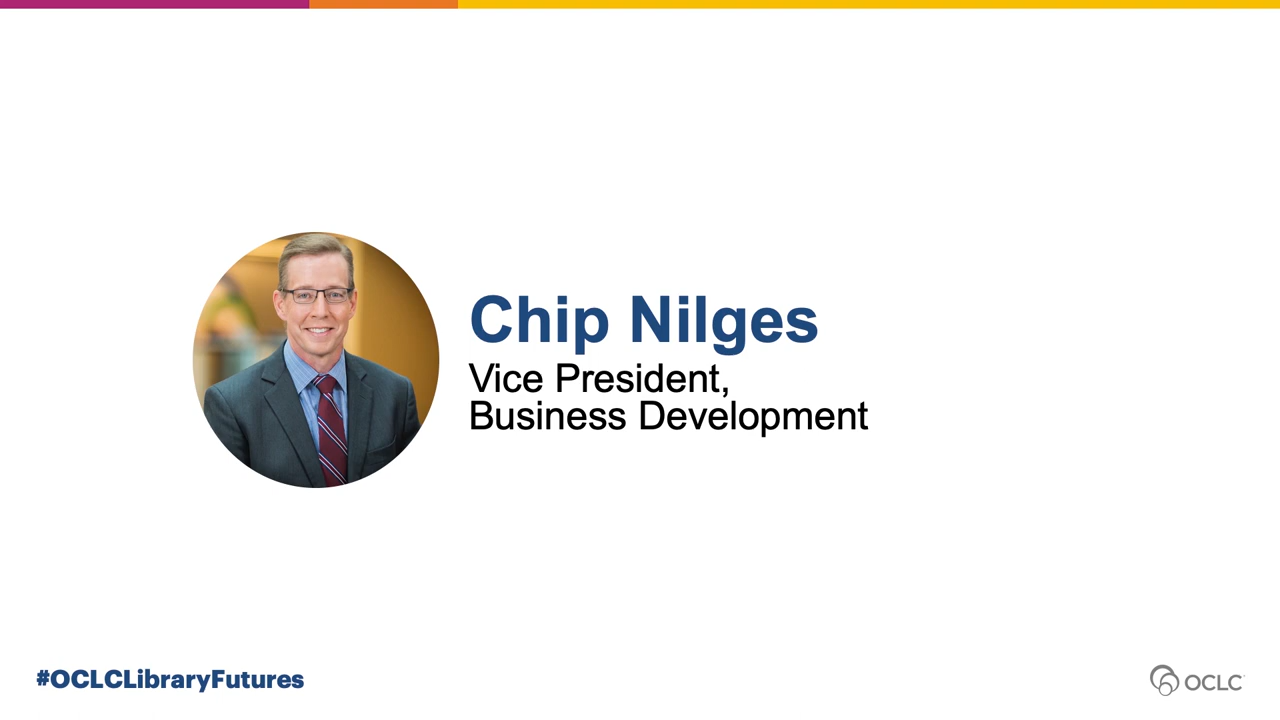 Chip Nilges
Vice President,
Business Development
#OCLCLibraryFutures
OCLC